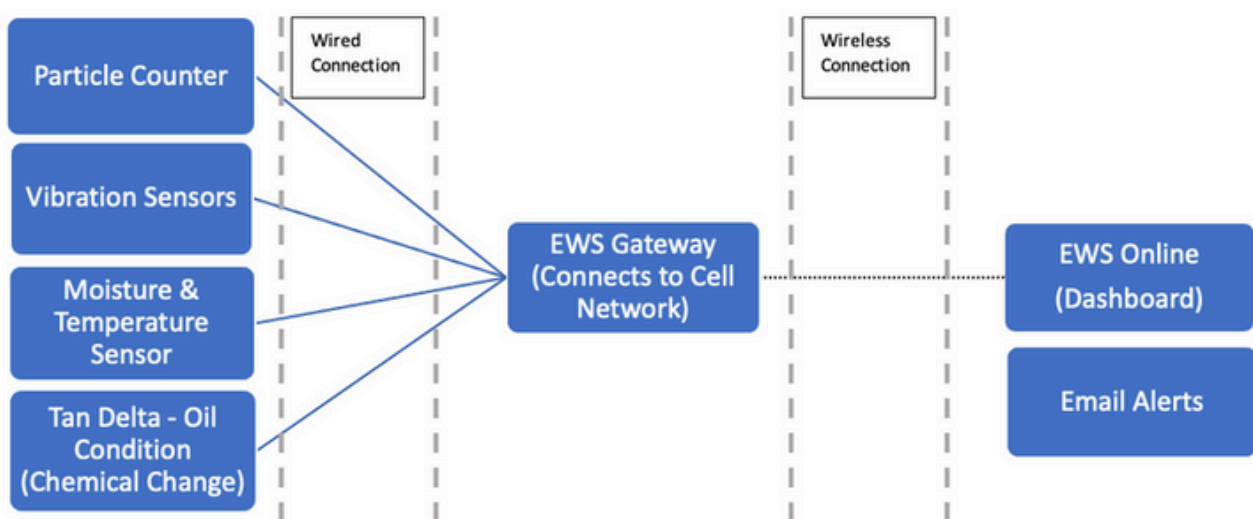 Particle Counter
Vibration Sensors
Moisture &
Temperature
Sensor
Tan Delta - Oil
Condition
(Chemical Change)
Wired
Connection
EWS Gateway
(Connects to Cell
Network)
Wireless
Connection
EWS Online
(Dashboard)
Email Alerts